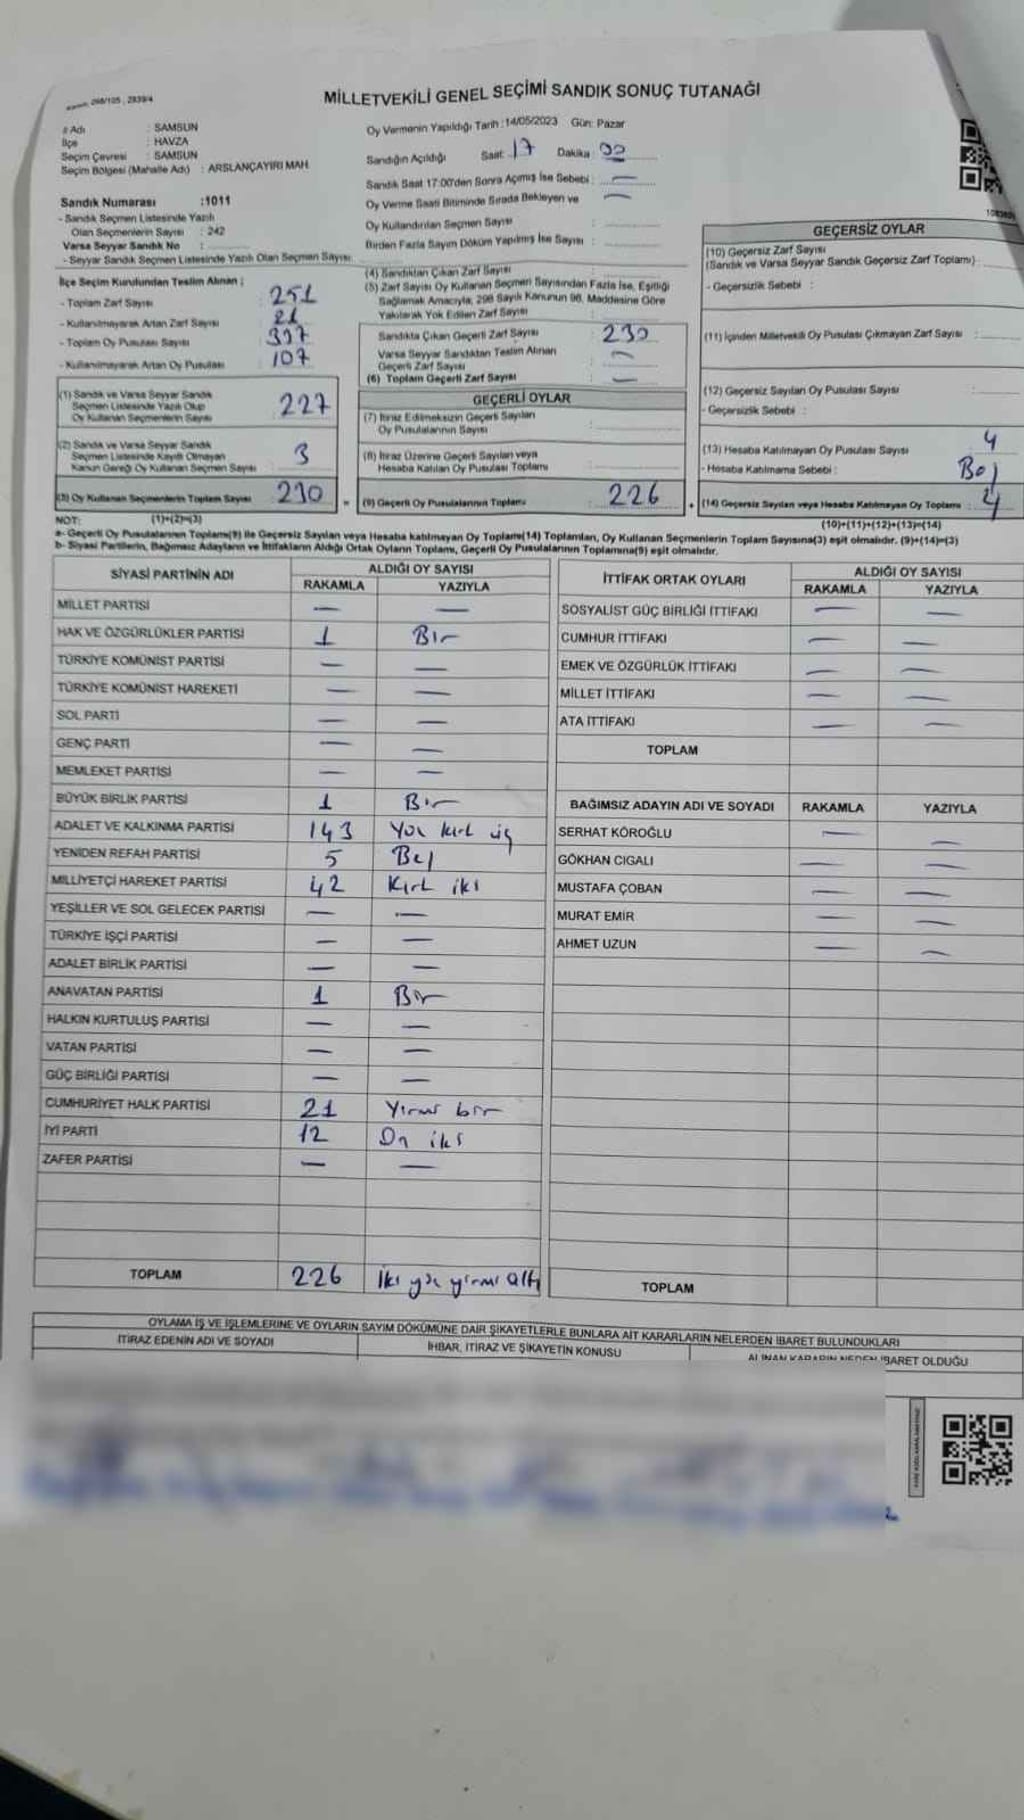 298/105, 2839/4
MİLLETVEKİLİ GENEL SEÇİMİ SANDIK SONUÇ TUTANAĞI
İl Adı : SAMSUN
İlçe : HAVZA
Seçim Çevresi : SAMSUN
Seçim Bölgesi (Mahalle Adı) : ARSLANÇAYIRI MAH.
Sandık Numarası :1011
- Sandık Seçmen Listesinde Yazılı
Olan Seçmenlerin Sayısı : 242
Varsa Seyyar Sandık No :
- Seyyar Sandık Seçmen Listesinde Yazılı Olan Seçmen Sayısı:
İlçe Seçim Kurulundan Teslim Alınan ;
- Toplam Zarf Sayısı : 251
- Kullanılmayarak Artan Zarf Sayısı : 21
- Toplam Oy Pusulası Sayısı : 337
- Kullanılmayarak Artan Oy Pusulası : 107
(1) Sandık ve Varsa Seyyar Sandık
Seçmen Listesinde Yazılı Olup
Oy Kullanan Seçmenlerin Sayısı 227
(2) Sandık ve Varsa Seyyar Sandık
Seçmen Listesinde Kayıtlı Olmayan
Kanun Gereği Oy Kullanan Seçmen Sayısı 3
(3) Oy Kullanan Seçmenlerin Toplam Sayısı 230 =
Oy Vermenin Yapıldığı Tarih :14/05/2023 Gün: Pazar
Sandığın Açıldığı Saat: 17 Dakika: 00
Sandık Saat 17:00'den Sonra Açmış İse Sebebi : —
Oy Verme Saati Bitiminde Sırada Bekleyen ve —
Oy Kullandırılan Seçmen Sayısı :
Birden Fazla Sayım Döküm Yapılmış İse Sayısı :
(4) Sandıktan Çıkan Zarf Sayısı :
(5) Zarf Sayısı Oy Kullanan Seçmen Sayısından Fazla İse, Eşitliği
Sağlamak Amacıyla, 298 Sayılı Kanunun 98. Maddesine Göre
Yakılarak Yok Edilen Zarf Sayısı :
Sandıkta Çıkan Geçerli Zarf Sayısı : 230
Varsa Seyyar Sandıktan Teslim Alınan
Geçerli Zarf Sayısı : —
(6) Toplam Geçerli Zarf Sayısı : —
GEÇERLİ OYLAR
(7) İtiraz Edilmeksizin Geçerli Sayılan
Oy Pusulalarının Sayısı :
(8) İtiraz Üzerine Geçerli Sayılan veya
Hesaba Katılan Oy Pusulası Toplamı :
(9) Geçerli Oy Pusulalarının Toplamı : 226 +
GEÇERSİZ OYLAR
(10) Geçersiz Zarf Sayısı
(Sandık ve Varsa Seyyar Sandık Geçersiz Zarf Toplamı) :
- Geçersizlik Sebebi :
(11) İçinden Milletvekili Oy Pusulası Çıkmayan Zarf Sayısı :
(12) Geçersiz Sayılan Oy Pusulası Sayısı :
- Geçersizlik Sebebi :
(13) Hesaba Katılmayan Oy Pusulası Sayısı : 4
- Hesaba Katılmama Sebebi : Boş
(14) Geçersiz Sayılan veya Hesaba Katılmayan Oy Toplamı : 4
NOT: (1)+(2)=(3)
(10)+(11)+(12)+(13)=(14)
a- Geçerli Oy Pusulalarının Toplamı(9) ile Geçersiz Sayılan veya Hesaba katılmayan Oy Toplamı(14) Toplamları, Oy Kullanan Seçmenlerin Toplam Sayısına(3) eşit olmalıdır. (9)+(14)=(3)
b- Siyasi Partilerin, Bağımsız Adayların ve İttifakların Aldığı Ortak Oyların Toplamı, Geçerli Oy Pusulalarının Toplamına(9) eşit olmalıdır.
SİYASİ PARTİNİN ADI
ALDIĞI OY SAYISI
RAKAMLA YAZIYLA
MİLLET PARTİSİ — —
HAK VE ÖZGÜRLÜKLER PARTİSİ 1 Bir
TÜRKİYE KOMÜNİST PARTİSİ — —
TÜRKİYE KOMÜNİST HAREKETİ — —
SOL PARTİ — —
GENÇ PARTİ — —
MEMLEKET PARTİSİ — —
BÜYÜK BİRLİK PARTİSİ 1 Bir
ADALET VE KALKINMA PARTİSİ 143 Yüz kırk üç
YENİDEN REFAH PARTİSİ 5 Beş
MİLLİYETÇİ HAREKET PARTİSİ 42 Kırk iki
YEŞİLLER VE SOL GELECEK PARTİSİ — —
TÜRKİYE İŞÇİ PARTİSİ — —
ADALET BİRLİK PARTİSİ — —
ANAVATAN PARTİSİ 1 Bir
HALKIN KURTULUŞ PARTİSİ — —
VATAN PARTİSİ — —
GÜÇ BİRLİĞİ PARTİSİ — —
CUMHURİYET HALK PARTİSİ 21 Yirmi bir
İYİ PARTİ 12 On iki
ZAFER PARTİSİ — —
TOPLAM 226 İki yüz yirmi altı
İTTİFAK ORTAK OYLARI
ALDIĞI OY SAYISI
RAKAMLA YAZIYLA
SOSYALİST GÜÇ BİRLİĞİ İTTİFAKI — —
CUMHUR İTTİFAKI — —
EMEK VE ÖZGÜRLÜK İTTİFAKI — —
MİLLET İTTİFAKI — —
ATA İTTİFAKI — —
TOPLAM
BAĞIMSIZ ADAYIN ADI VE SOYADI RAKAMLA YAZIYLA
SERHAT KÖROĞLU — —
GÖKHAN CIGALI — —
MUSTAFA ÇOBAN — —
MURAT EMİR — —
AHMET UZUN — —
TOPLAM
OYLAMA İŞ VE İŞLEMLERİNE VE OYLARIN SAYIM DÖKÜMÜNE DAİR ŞİKAYETLERLE BUNLARA AİT KARARLARIN NELERDEN İBARET BULUNDUKLARI
İTİRAZ EDENİN ADI VE SOYADI
İHBAR, İTİRAZ VE ŞİKAYETİN KONUSU
ALINAN KARARIN NEDEN İBARET OLDUĞU